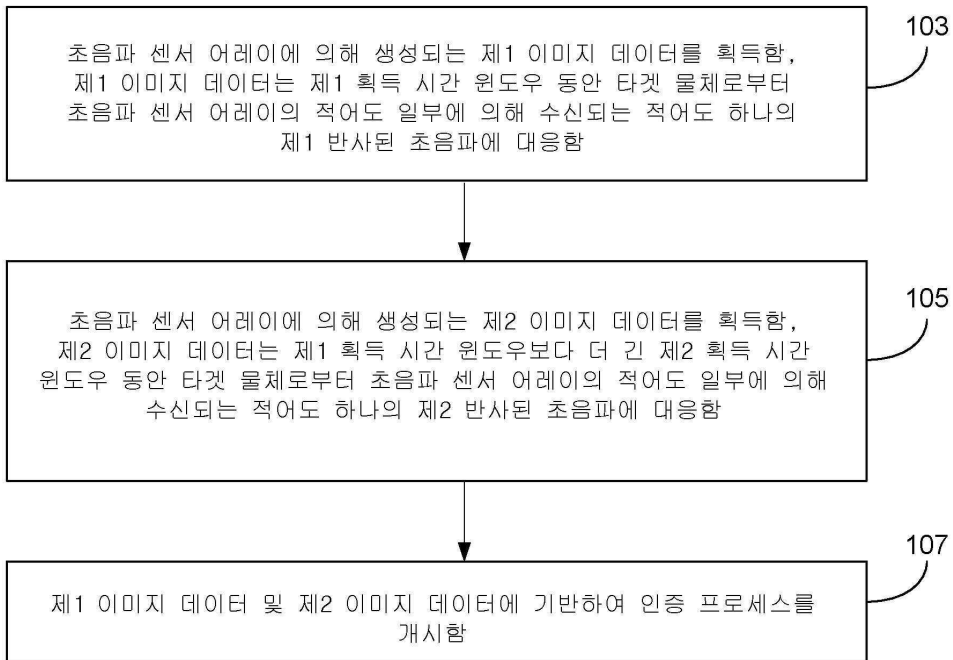 초음파 센서 어레이에 의해 생성되는 제1 이미지 데이터를 획득함,
제1 이미지 데이터는 제1 획득 시간 윈도우 동안 타겟 물체로부터
초음파 센서 어레이의 적어도 일부에 의해 수신되는 적어도 하나의
제1 반사된 초음파에 대응함
103
초음파 센서 어레이에 의해 생성되는 제2 이미지 데이터를 획득함,
제2 이미지 데이터는 제1 획득 시간 윈도우보다 더 긴 제2 획득 시간
윈도우 동안 타겟 물체로부터 초음파 센서 어레이의 적어도 일부에 의해
수신되는 적어도 하나의 제2 반사된 초음파에 대응함
105
제1 이미지 데이터 및 제2 이미지 데이터에 기반하여 인증 프로세스를
개시함
107